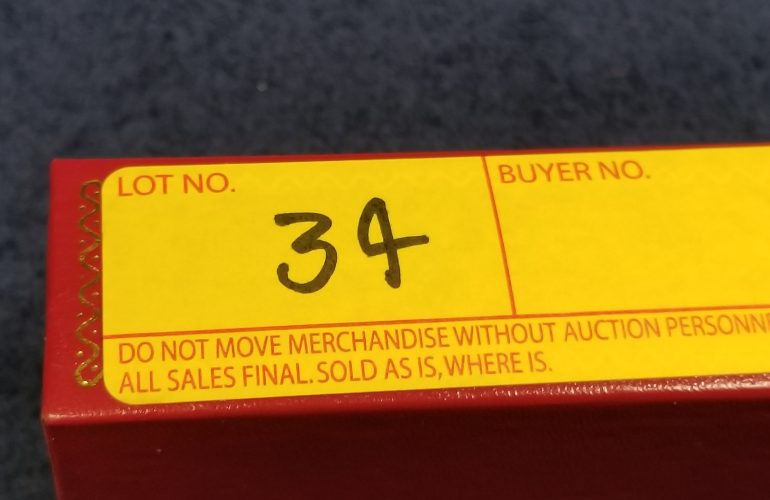 LOT NO.
BUYER NO.
34
DO NOT MOVE MERCHANDISE WITHOUT AUCTION
ALL SALES FINAL. SOLD AS IS, WHERE IS.